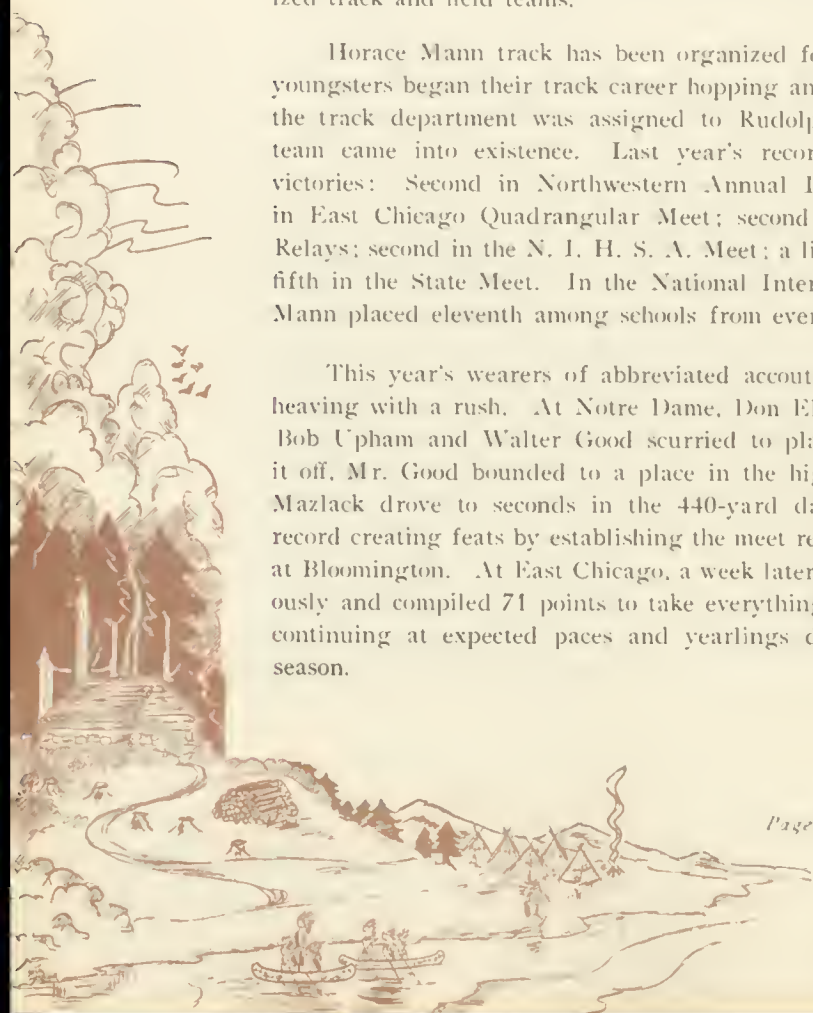 ized track and field teams.
Horace Mann track has been organized fo
youngsters began their track career hopping an
the track department was assigned to Rudolp
team came into existence. Last year's recor
victories: Second in Northwestern Annual I
in East Chicago Quadrangular Meet; second
Relays; second in the N. I. H. S. A. Meet; a li
fifth in the State Meet. In the National Inter
Mann placed eleventh among schools from ever
This year's wearers of abbreviated accout
heaving with a rush. At Notre Dame, Don El
Bob Upham and Walter Good scurried to pla
it off, Mr. Good bounded to a place in the hig
Mazlack drove to seconds in the 440-yard da
record creating feats by establishing the meet re
at Bloomington. At East Chicago, a week later
ously and compiled 71 points to take everything
continuing at expected paces and yearlings c
season.
Page